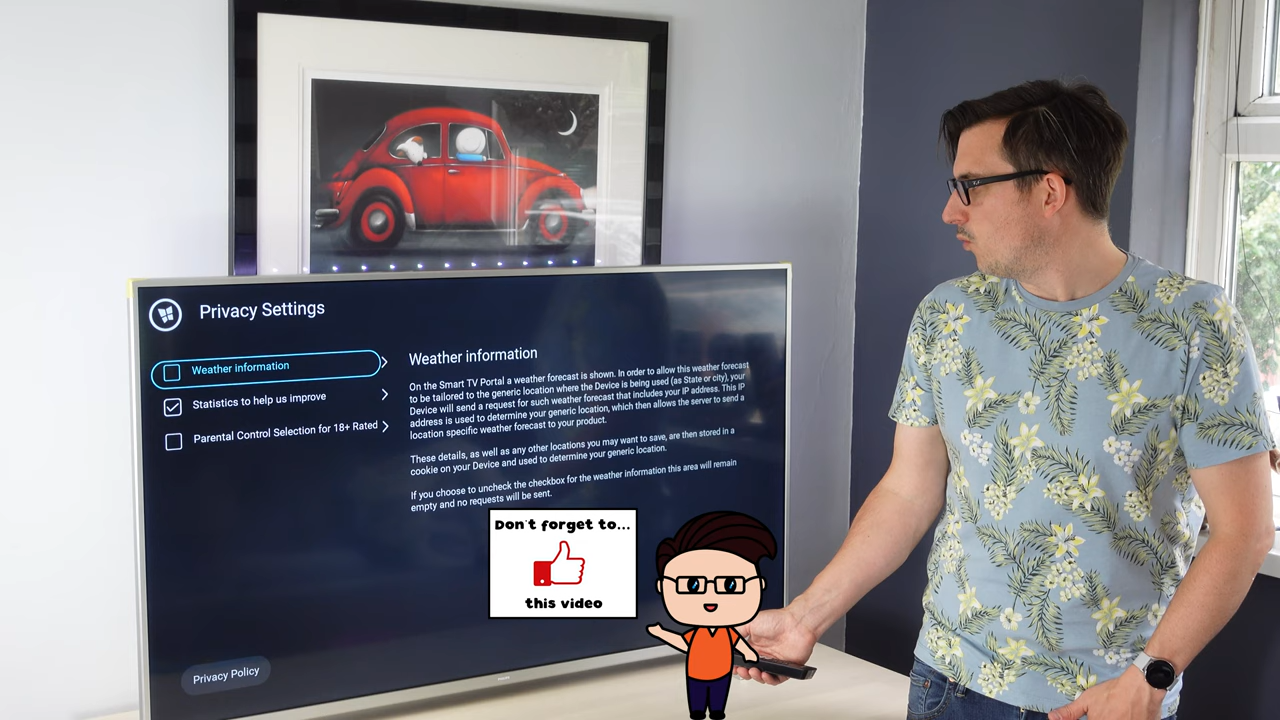 Privacy Settings
Weather information
Statistics to help us improve
Parental Control Selection for 18+ Rated
Weather information
On the Smart TV Portal a weather forecast is shown. In order to allow this weather forecast
to be tailored to the generic location where the Device is being used (as State or city), your
Device will send a request for such weather forecast that includes your IP address. This IP
address is used to determine your generic location, which then allows the server to send a
location specific weather forecast to your product.
These details, as well as any other locations you may want to save, are then stored in a
cookie on your Device and used to determine your generic location.
If you choose to uncheck the checkbox for the weather information this area will remain
empty and no requests will be sent.
Don't forget to...
this video
Privacy Policy